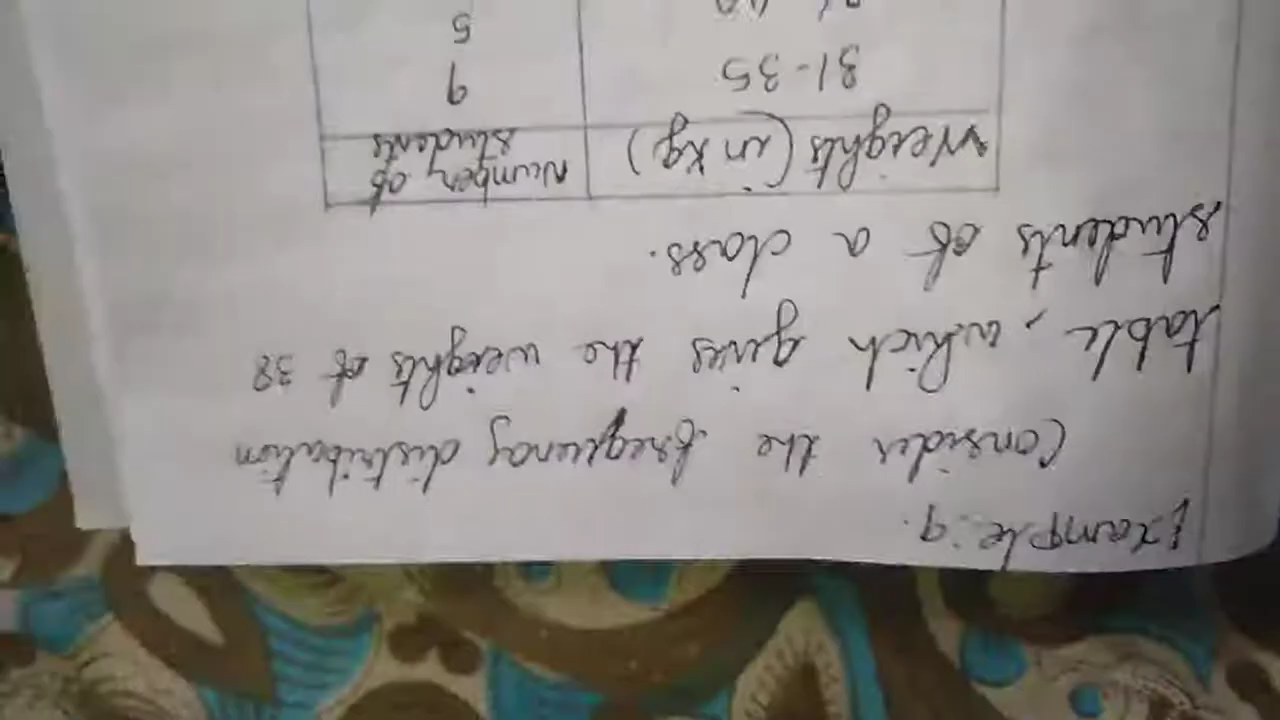 Example: 9.
Consider the frequency distribution
table, which gives the weights of 38
students of a class.
Weights (in kg) Number of students
31-35 9
5